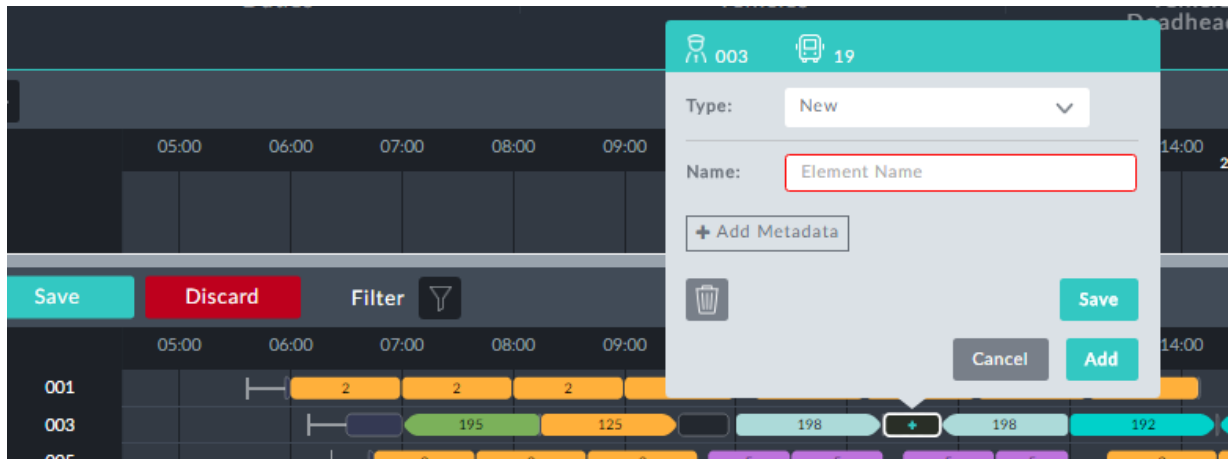 003 19
Type: New
05:00 06:00 07:00 08:00 09:00 14:00
Name: Element Name
+ Add Metadata
Save Discard Filter
Save
05:00 06:00 07:00 08:00 09:00 14:00
Cancel Add
001 2 2 2
003 195 125 198 + 198 192